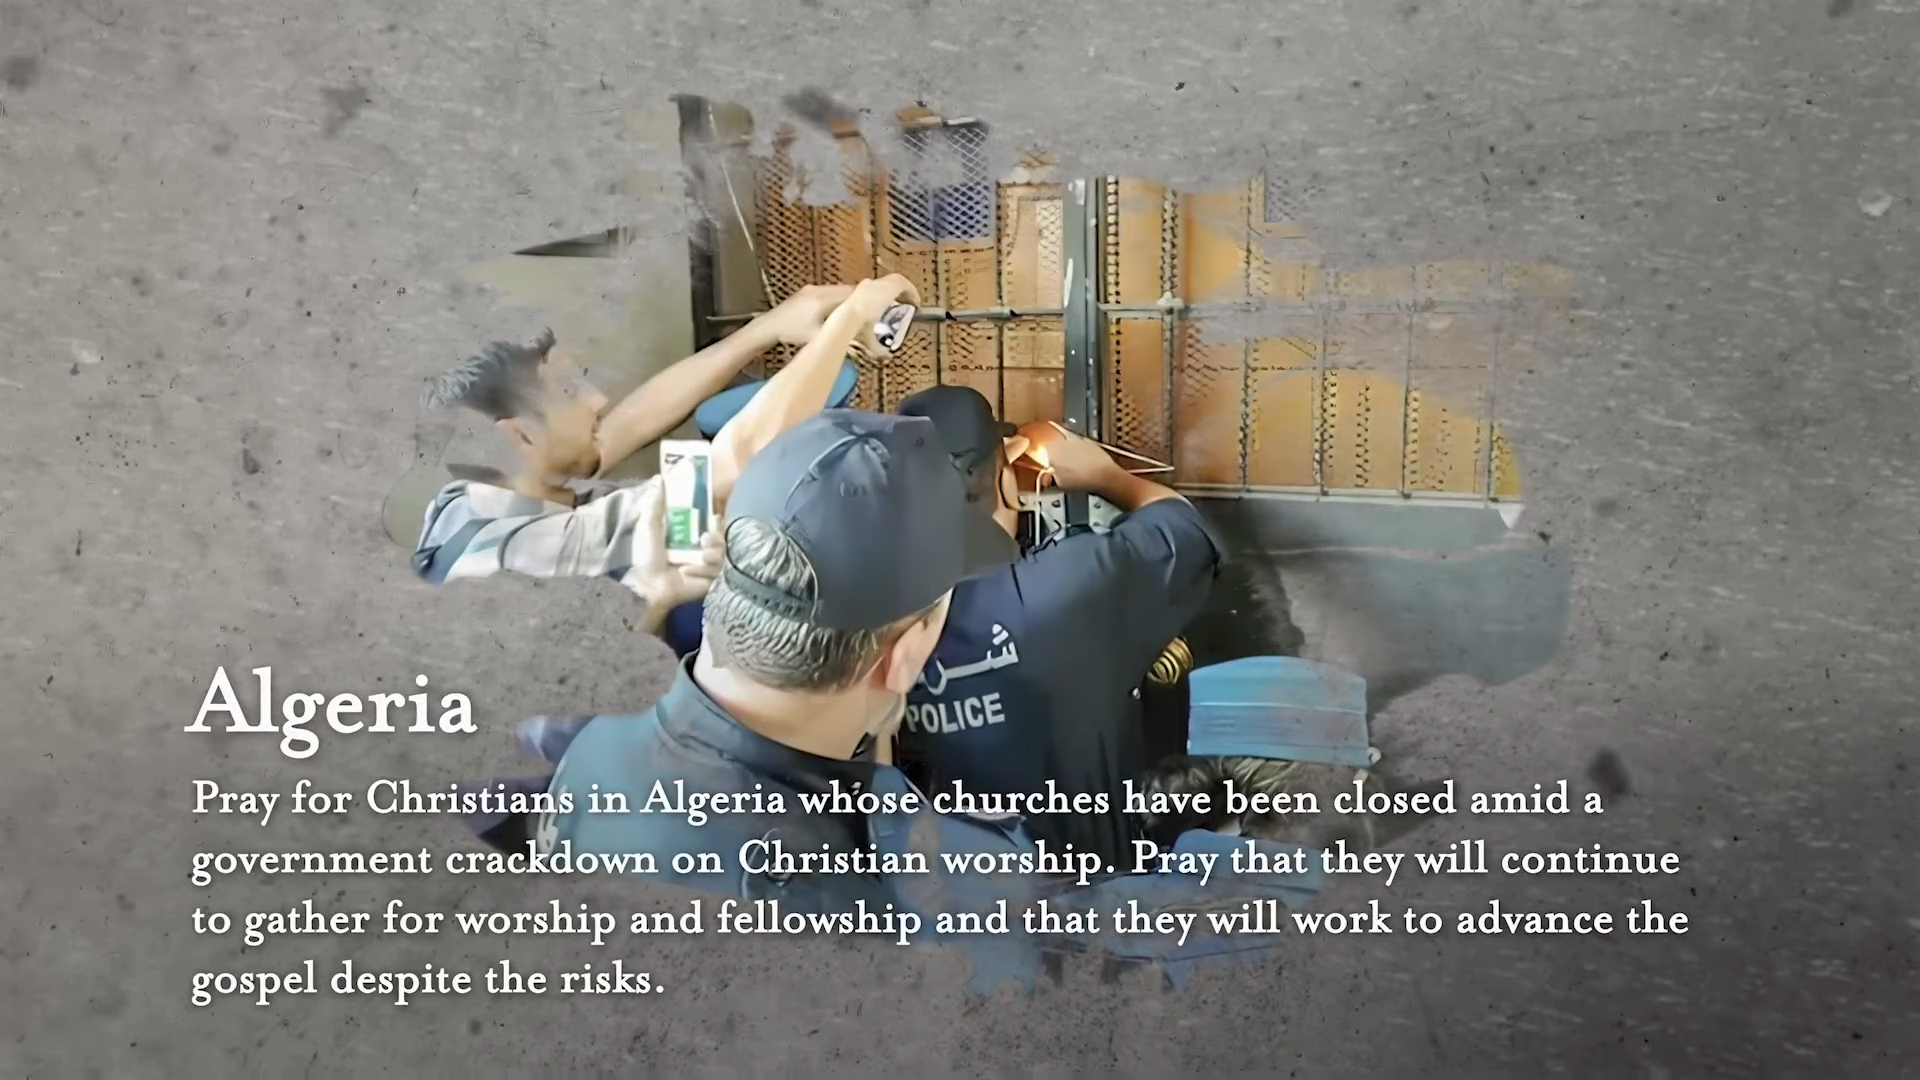 شر
POLICE
Algeria
Pray for Christians in Algeria whose churches have been closed amid a
government crackdown on Christian worship. Pray that they will continue
to gather for worship and fellowship and that they will work to advance the
gospel despite the risks.